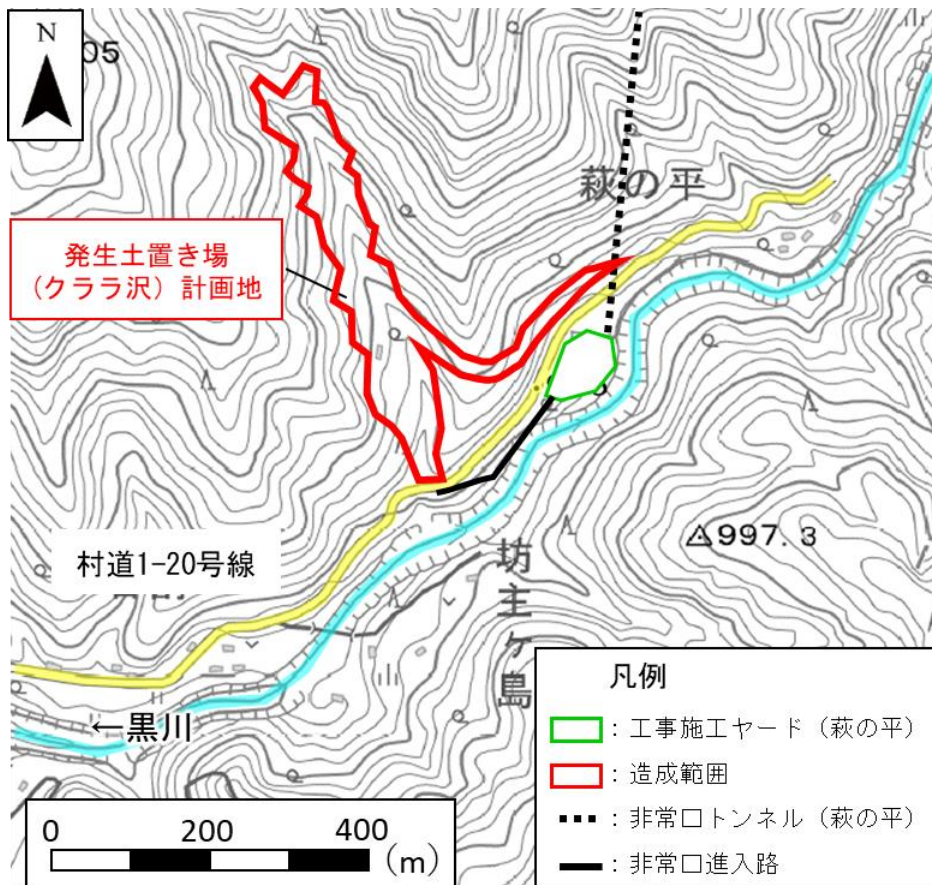 N
05
萩の平
発生土置き場
（クララ沢）計画地
997.3
村道1-20号線
坊主ヶ島
←黒川
凡例
：工事施工ヤード（萩の平）
：造成範囲
：非常口トンネル（萩の平）
：非常口進入路
0 200 400
(m)